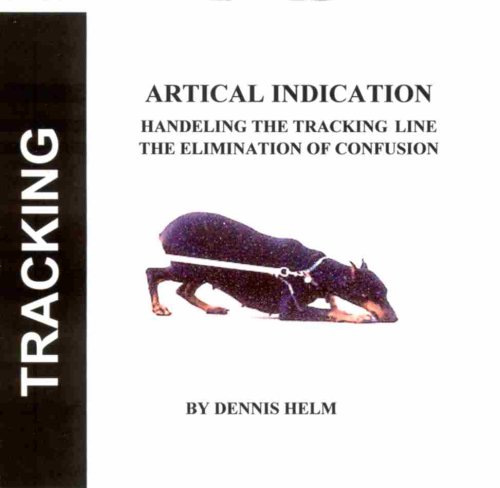 TRACKING
ARTICAL INDICATION
HANDELING THE TRACKING LINE
THE ELIMINATION OF CONFUSION
BY DENNIS HELM